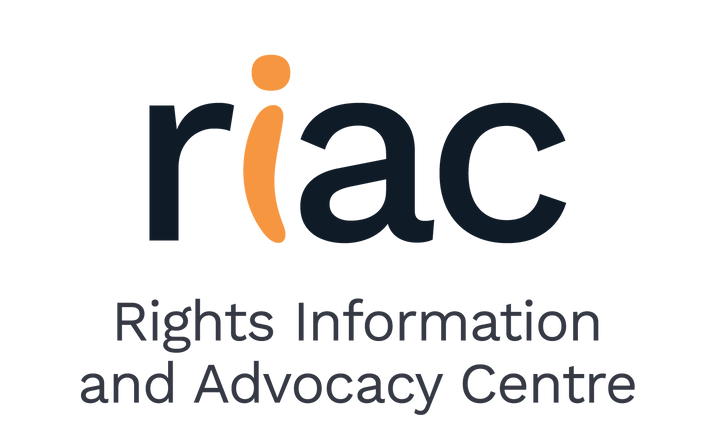 riac
Rights Information
and Advocacy Centre